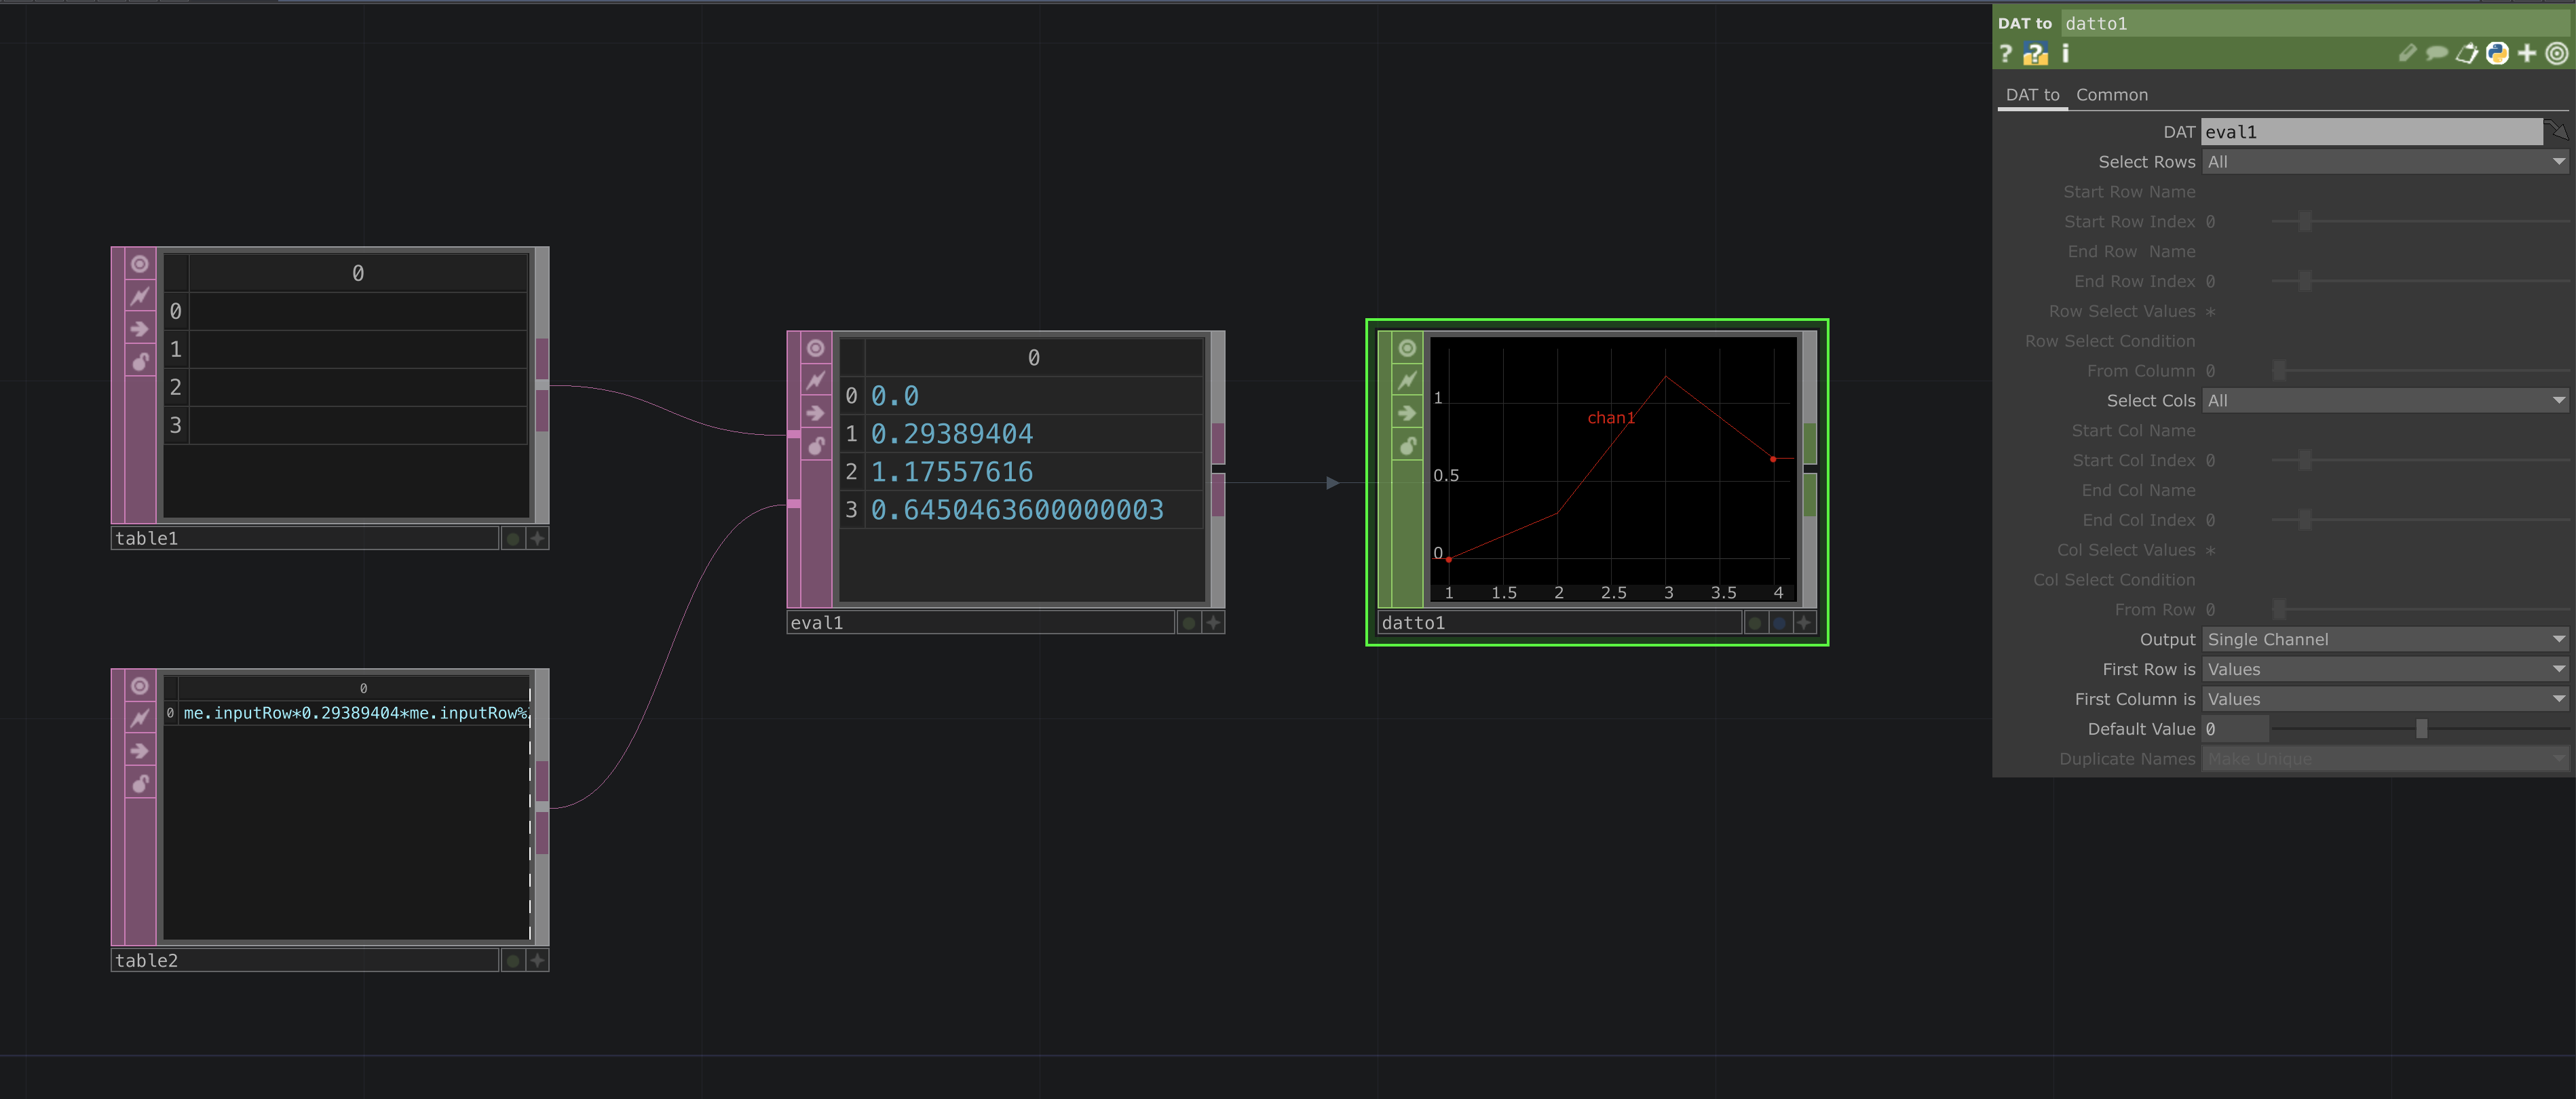 DAT to datto1
? ? i
DAT to Common
DAT eval1
Select Rows All
Start Row Name
Start Row Index 0
End Row Name
End Row Index 0
Row Select Values *
Row Select Condition
From Column 0
Select Cols All
Start Col Name
Start Col Index 0
End Col Name
End Col Index 0
Col Select Values *
Col Select Condition
From Row 0
Output Single Channel
First Row is Values
First Column is Values
Default Value 0
Duplicate Names Make Unique
0
0
1
2
3
table1
0
0 me.inputRow*0.29389404*me.inputRow%
table2
0
0 0.0
1 0.29389404
2 1.17557616
3 0.6450463600000003
eval1
1
chan1
0.5
0
1 1.5 2 2.5 3 3.5 4
datto1